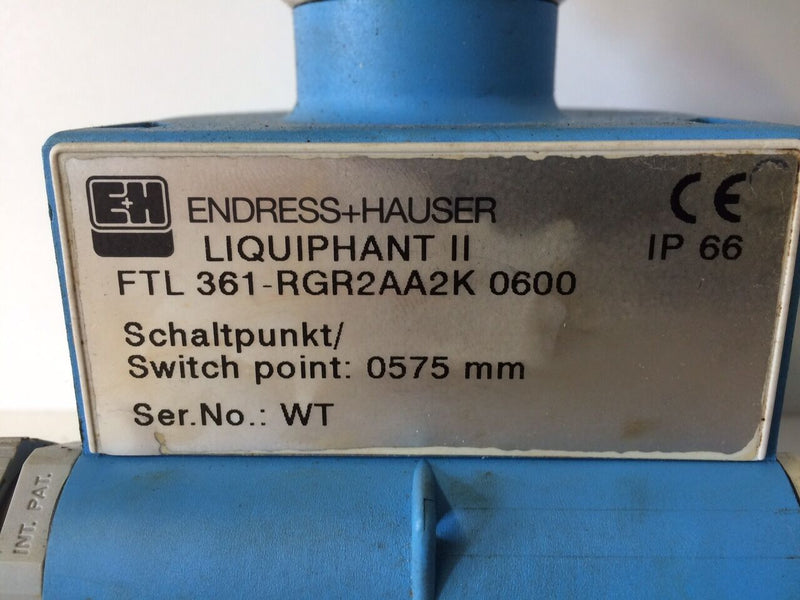 E+H ENDRESS+HAUSER CE
LIQUIPHANT II IP 66
FTL 361-RGR2AA2K 0600
Schaltpunkt/
Switch point: 0575 mm
Ser.No.: WT
INT. PAT.